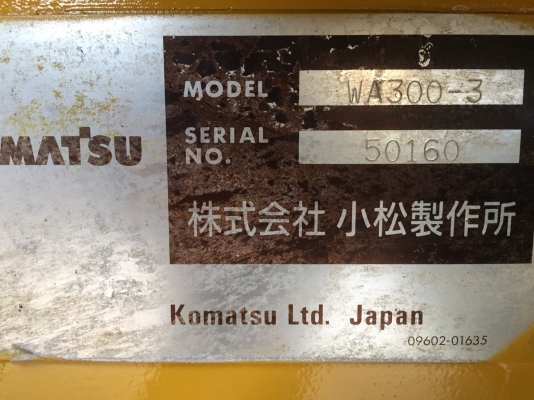 MATSU
MODEL WA300-3
SERIAL NO. 50160
株式会社 小松製作所
Komatsu Ltd. Japan
09602-01635